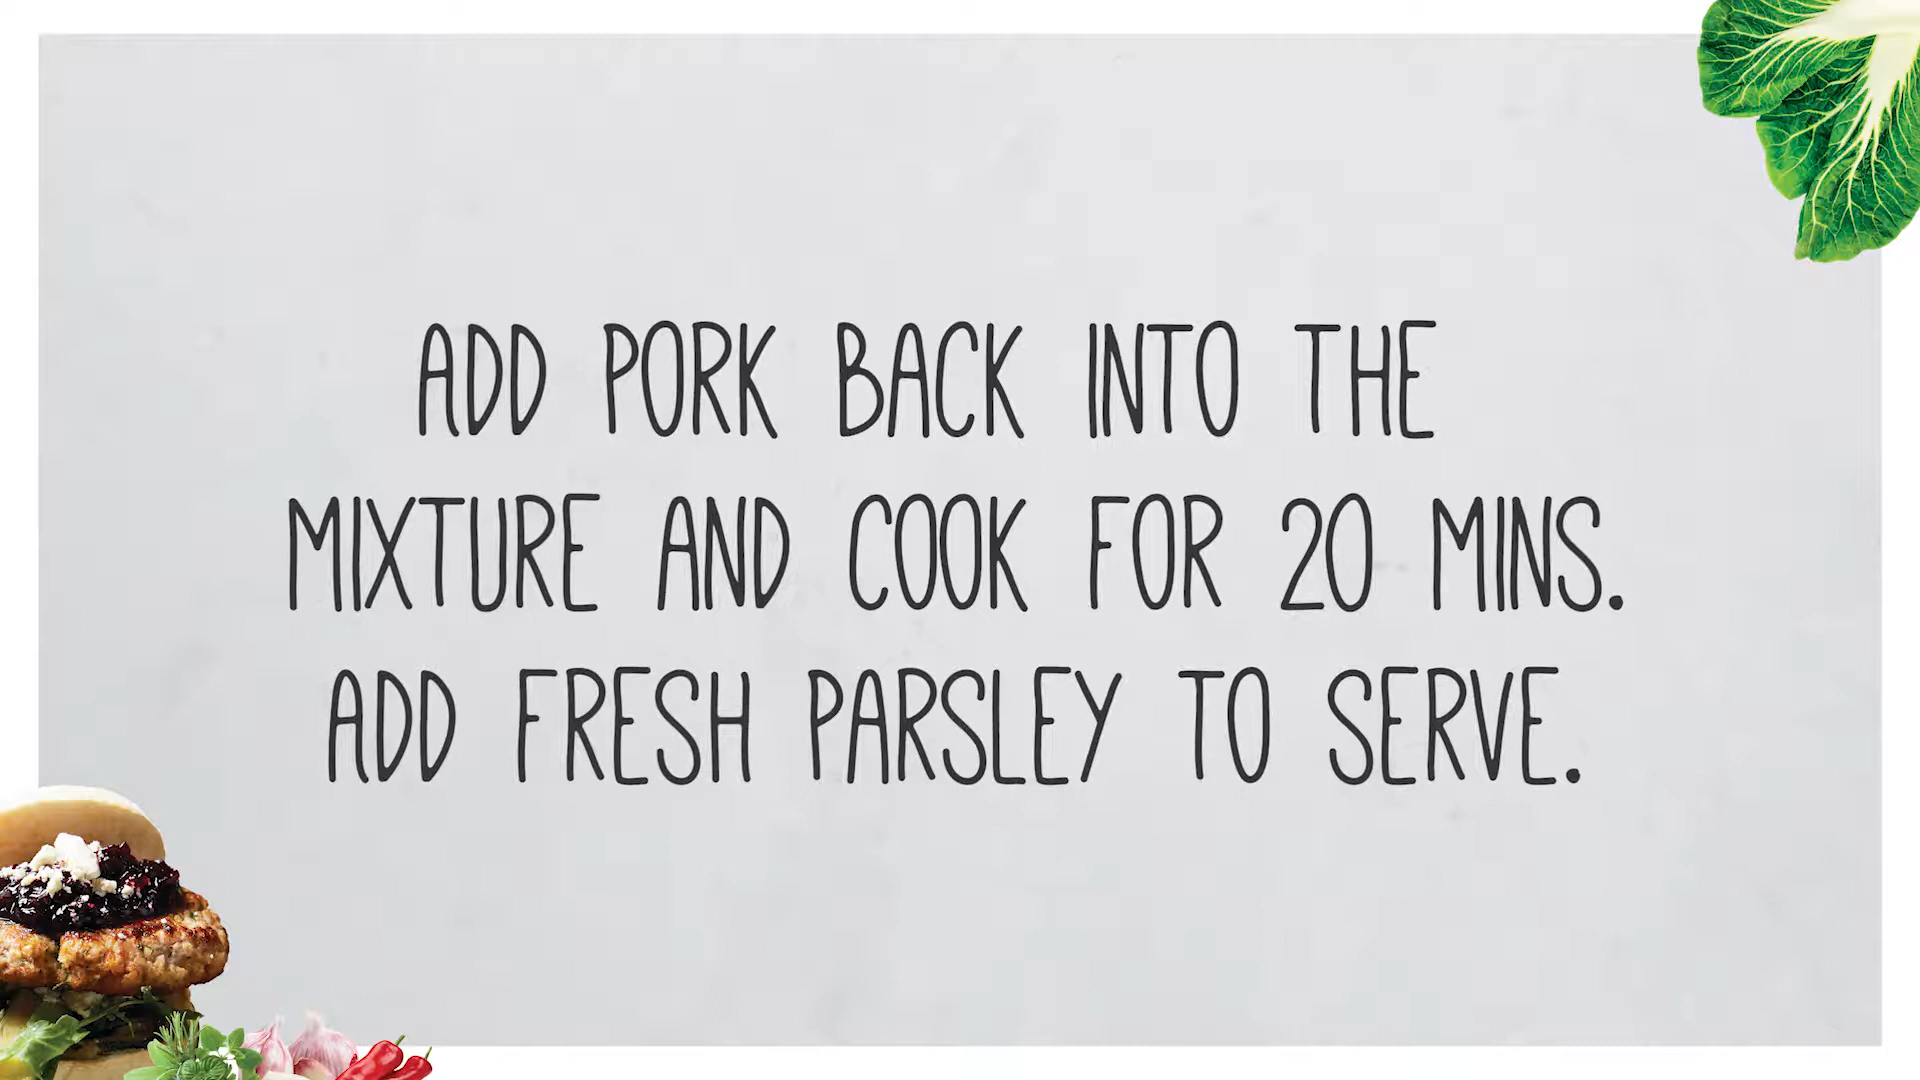 ADD PORK BACK INTO THE
MIXTURE AND COOK FOR 20 MINS.
ADD FRESH PARSLEY TO SERVE.